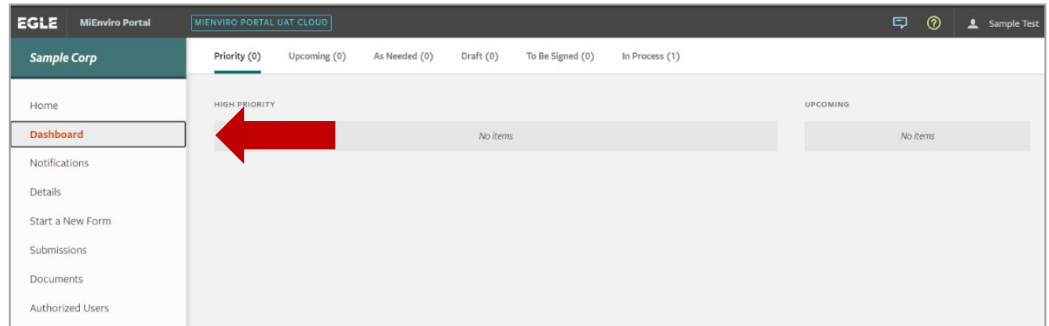 EGLE MiEnviro Portal MIENVIRO PORTAL UAT CLOUD Sample Test
Sample Corp
Priority (0) Upcoming (0) As Needed (0) Draft (0) To Be Signed (0) In Process (1)
Home
Dashboard
Notifications
Details
Start a New Form
Submissions
Documents
Authorized Users
HIGH PRIORITY
No items
UPCOMING
No items